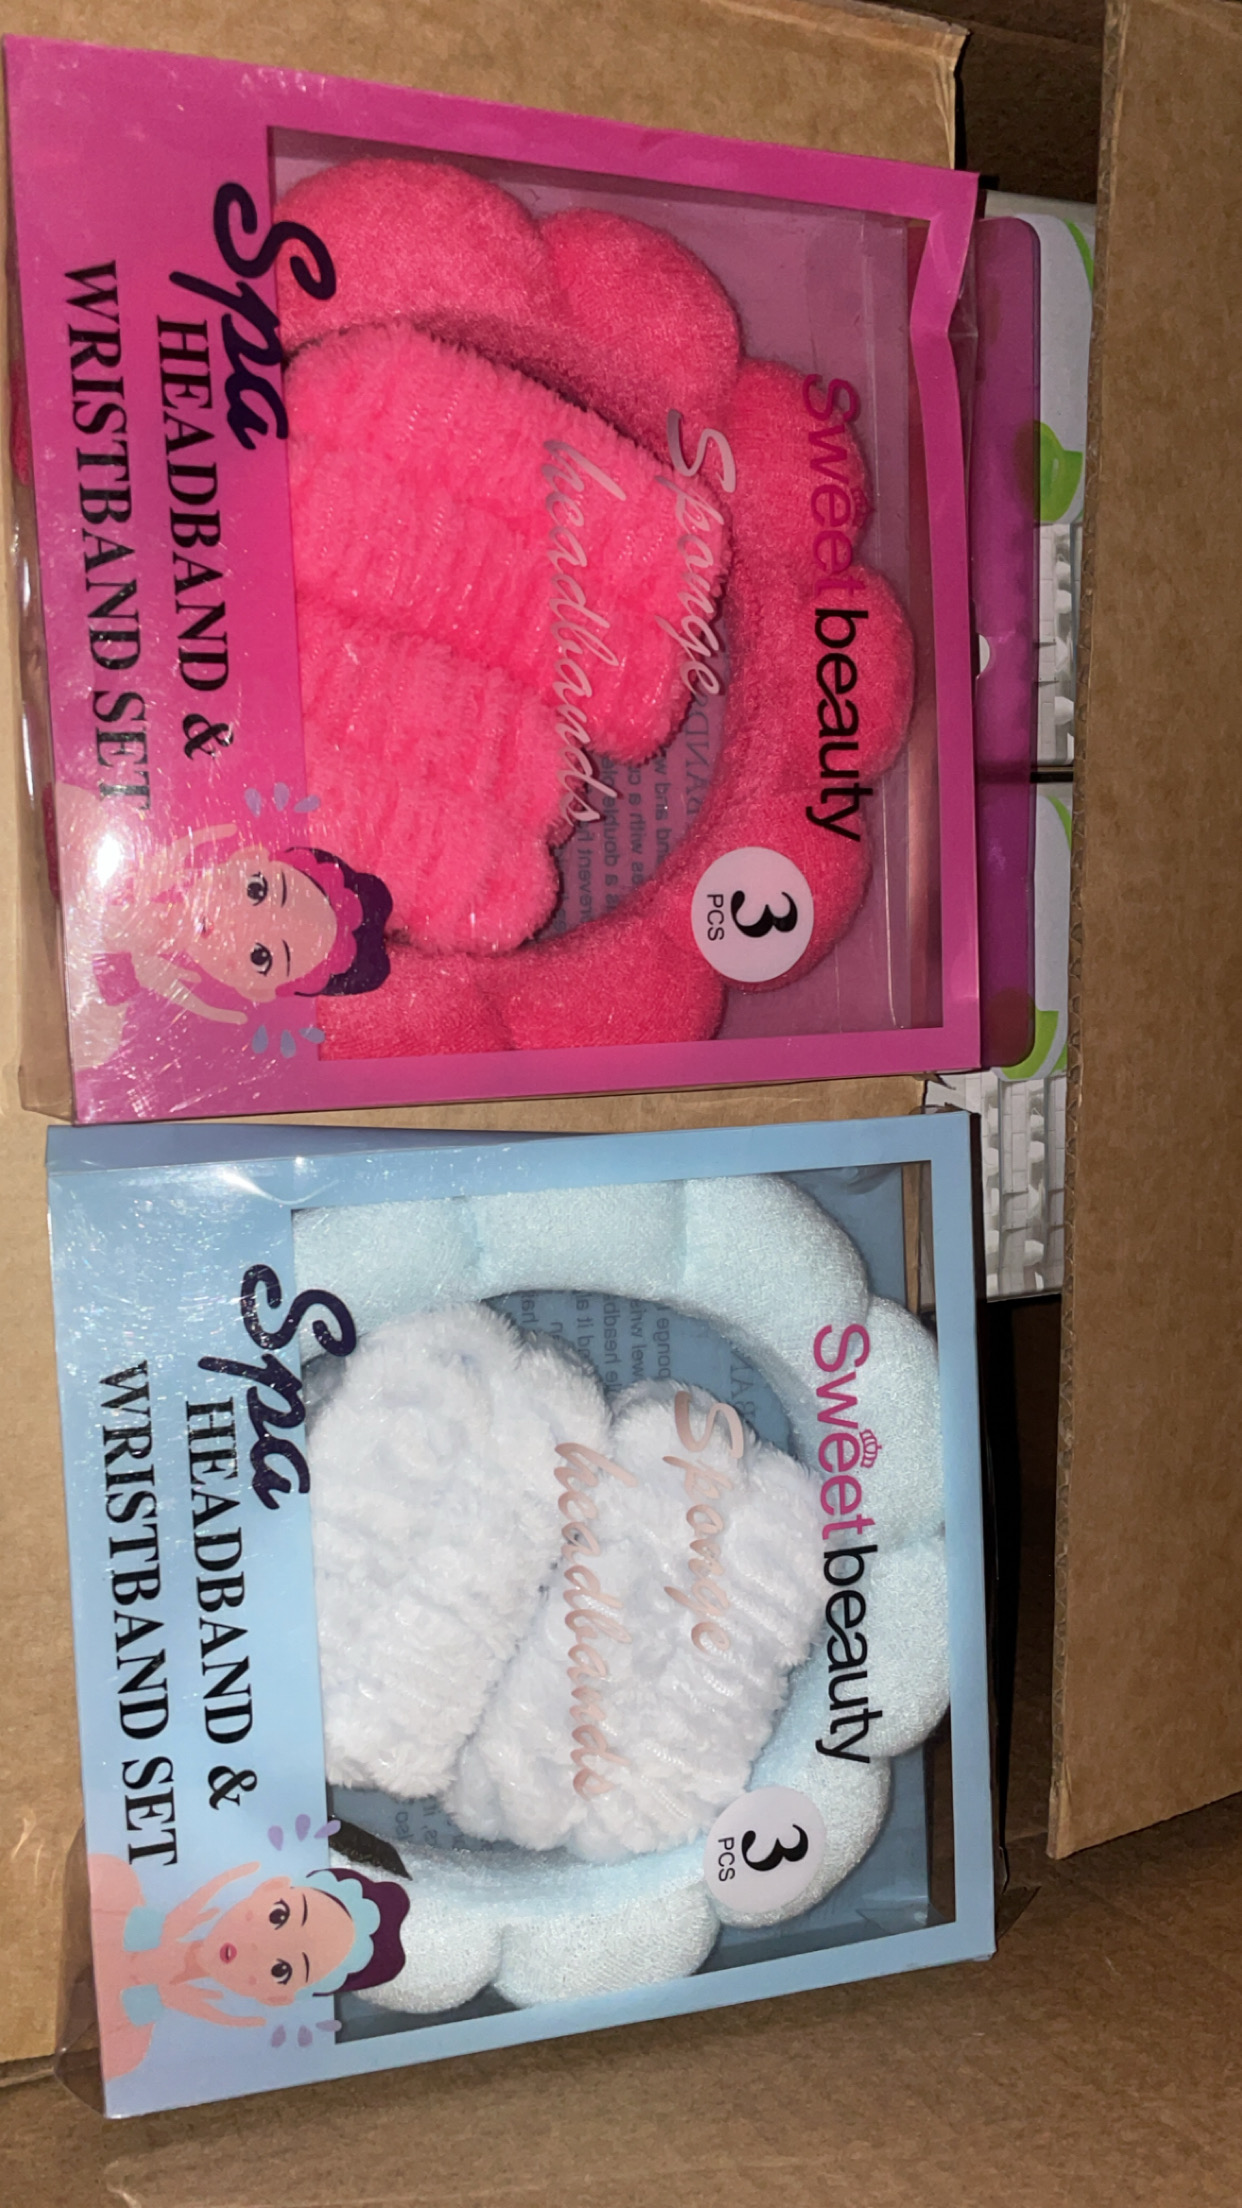 Sweet beauty
Sponge
headbands
3
PCS
Spa
HEADBAND &
WRISTBAND SET
Sweet beauty
Sponge
headbands
3
PCS
Spa
HEADBAND &
WRISTBAND SET